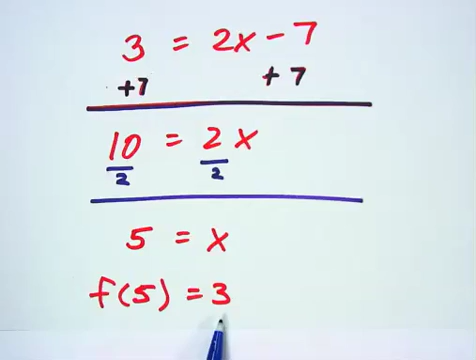 3 = 2x - 7
+7 + 7
10 = 2x
2 2
5 = x
f(5) = 3